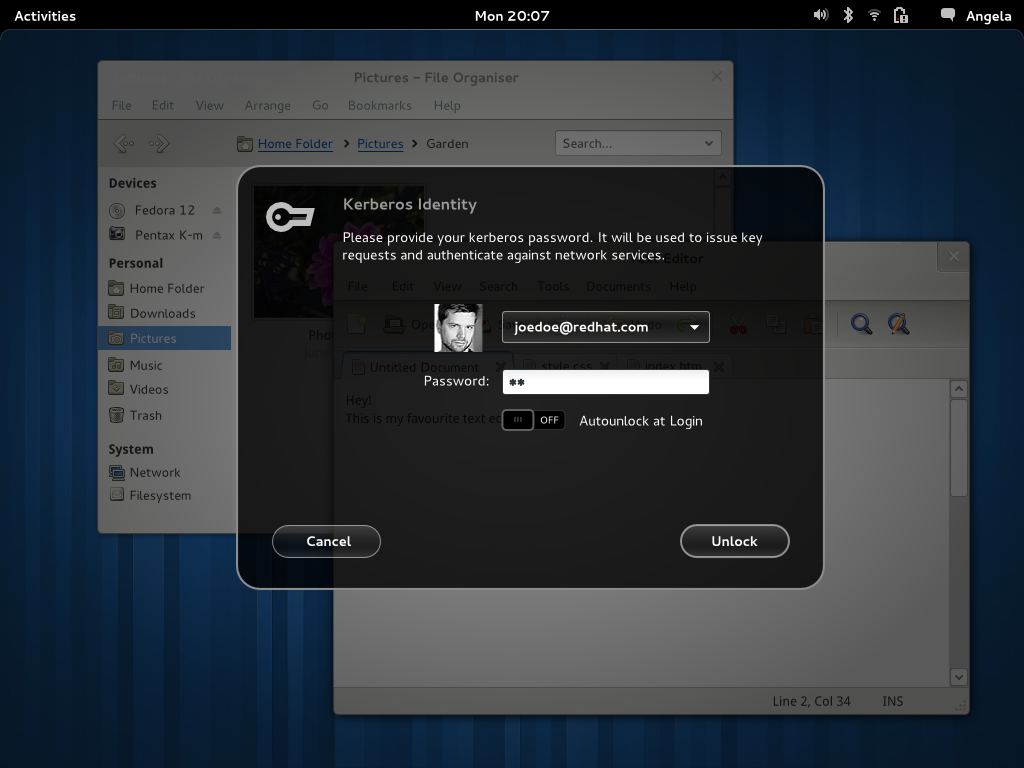 Activities
Mon 20:07
Angela
Pictures – File Organiser
File Edit View Arrange Go Bookmarks Help
Home Folder Pictures Garden
Search...
Devices
Fedora 12
Pentax K-m
Personal
Home Folder
Downloads
Pictures
Music
Videos
Trash
System
Network
Filesystem
Kerberos Identity
Please provide your kerberos password. It will be used to issue key
requests and authenticate against network services.
joedoe@redhat.com
Password: **
OFF Autounlock at Login
Cancel
Unlock
Editor
File Edit View Search Tools Documents Help
Untitled Document style.css
Hey!
This is my favourite text
Line 2, Col 34 INS